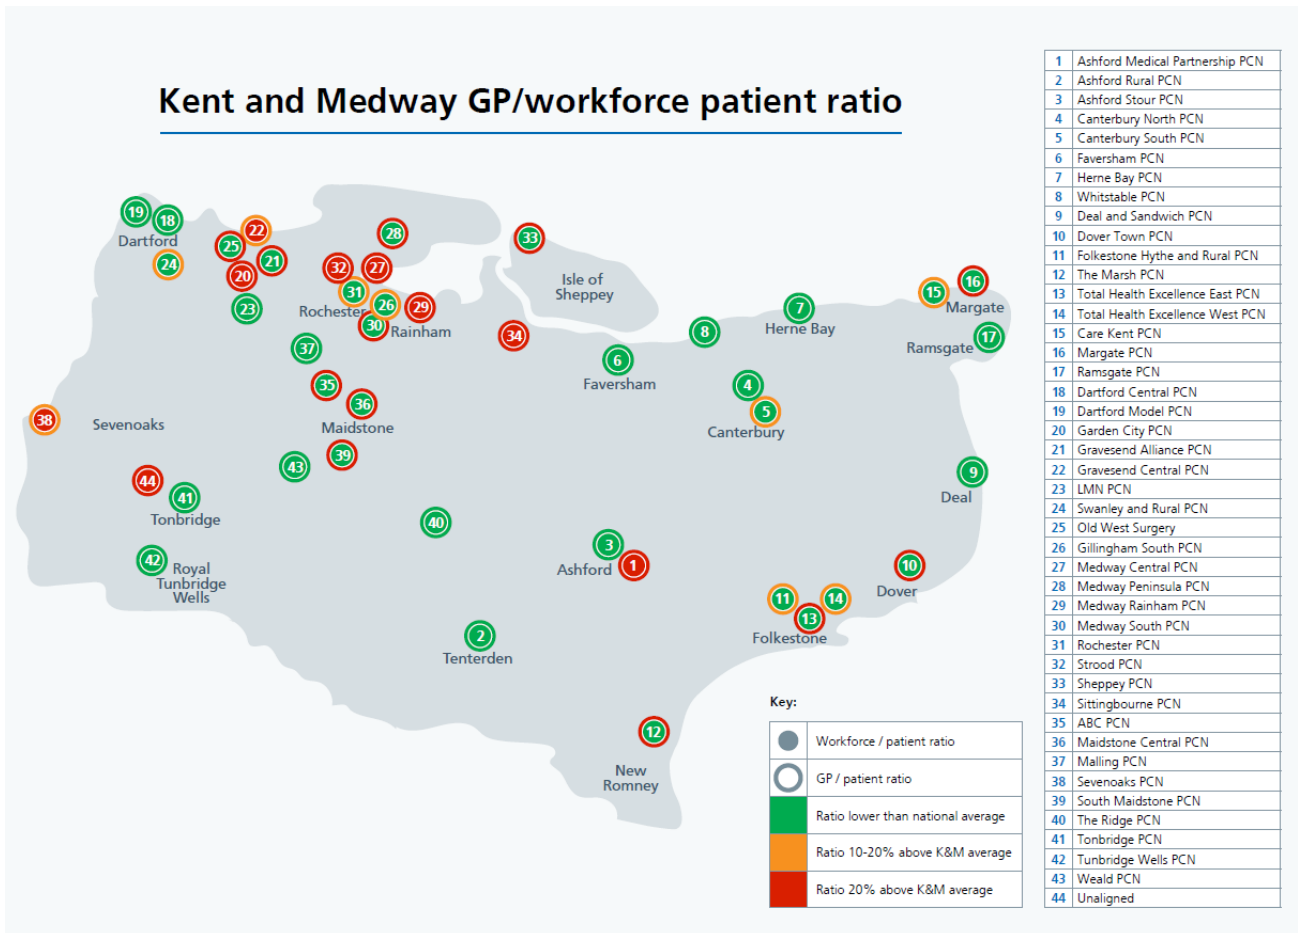 Kent and Medway GP/workforce patient ratio
19
18
Dartford
24
25
22
21
20
23
28
32
27
31
26
29
Rochester
30
Rainham
33
Isle of
Sheppey
34
37
35
36
Maidstone
39
43
38
Sevenoaks
44
41
Tonbridge
42
Royal
Tunbridge
Wells
40
6
Faversham
8
7
Herne Bay
15
16
Margate
Ramsgate
17
4
5
Canterbury
9
Deal
3
Ashford
1
10
Dover
11
14
13
Folkestone
2
Tenterden
12
New
Romney
Key:
Workforce / patient ratio
GP / patient ratio
Ratio lower than national average
Ratio 10-20% above K&M average
Ratio 20% above K&M average
1 Ashford Medical Partnership PCN
2 Ashford Rural PCN
3 Ashford Stour PCN
4 Canterbury North PCN
5 Canterbury South PCN
6 Faversham PCN
7 Herne Bay PCN
8 Whitstable PCN
9 Deal and Sandwich PCN
10 Dover Town PCN
11 Folkestone Hythe and Rural PCN
12 The Marsh PCN
13 Total Health Excellence East PCN
14 Total Health Excellence West PCN
15 Care Kent PCN
16 Margate PCN
17 Ramsgate PCN
18 Dartford Central PCN
19 Dartford Model PCN
20 Garden City PCN
21 Gravesend Alliance PCN
22 Gravesend Central PCN
23 LMN PCN
24 Swanley and Rural PCN
25 Old West Surgery
26 Gillingham South PCN
27 Medway Central PCN
28 Medway Peninsula PCN
29 Medway Rainham PCN
30 Medway South PCN
31 Rochester PCN
32 Strood PCN
33 Sheppey PCN
34 Sittingbourne PCN
35 ABC PCN
36 Maidstone Central PCN
37 Malling PCN
38 Sevenoaks PCN
39 South Maidstone PCN
40 The Ridge PCN
41 Tonbridge PCN
42 Tunbridge Wells PCN
43 Weald PCN
44 Unaligned